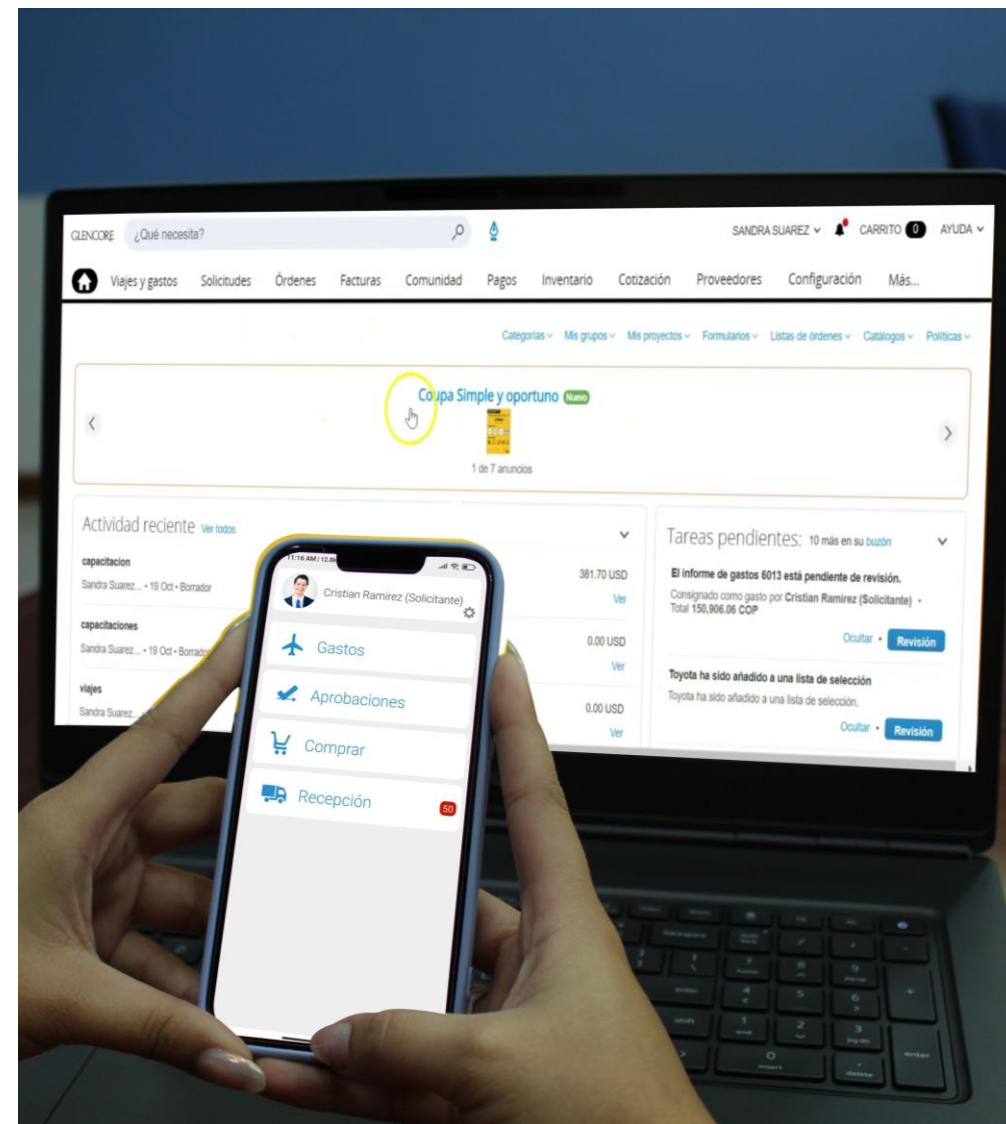 GLENCORE ¿Qué necesita? SANDRA SUAREZ CARRITO 0 AYUDA
Viajes y gastos Solicitudes Órdenes Facturas Comunidad Pagos Inventario Cotización Proveedores Configuración Más...
Categorías Mis grupos Mis proyectos Formularios Listas de órdenes Catálogos Políticas
Coupa Simple y oportuno Nuevo
1 de 7 anuncios
Actividad reciente Ver todos
capacitacion
Sandra Suarez... • 19 Oct • Borrador
381.70 USD
Ver
capacitaciones
Sandra Suarez... • 19 Oct • Borrador
0.00 USD
Ver
viajes
Sandra Suarez...
0.00 USD
Ver
Tareas pendientes: 10 más en su buzón
El informe de gastos 6013 está pendiente de revisión.
Consignado como gasto por Cristian Ramirez (Solicitante) •
Total 150,906.06 COP
Ocultar • Revisión
Toyota ha sido añadido a una lista de selección
Toyota ha sido añadido a una lista de selección.
Ocultar • Revisión
11:16 AM | 12.8
Cristian Ramirez (Solicitante)
Gastos
Aprobaciones
Comprar
Recepción 50